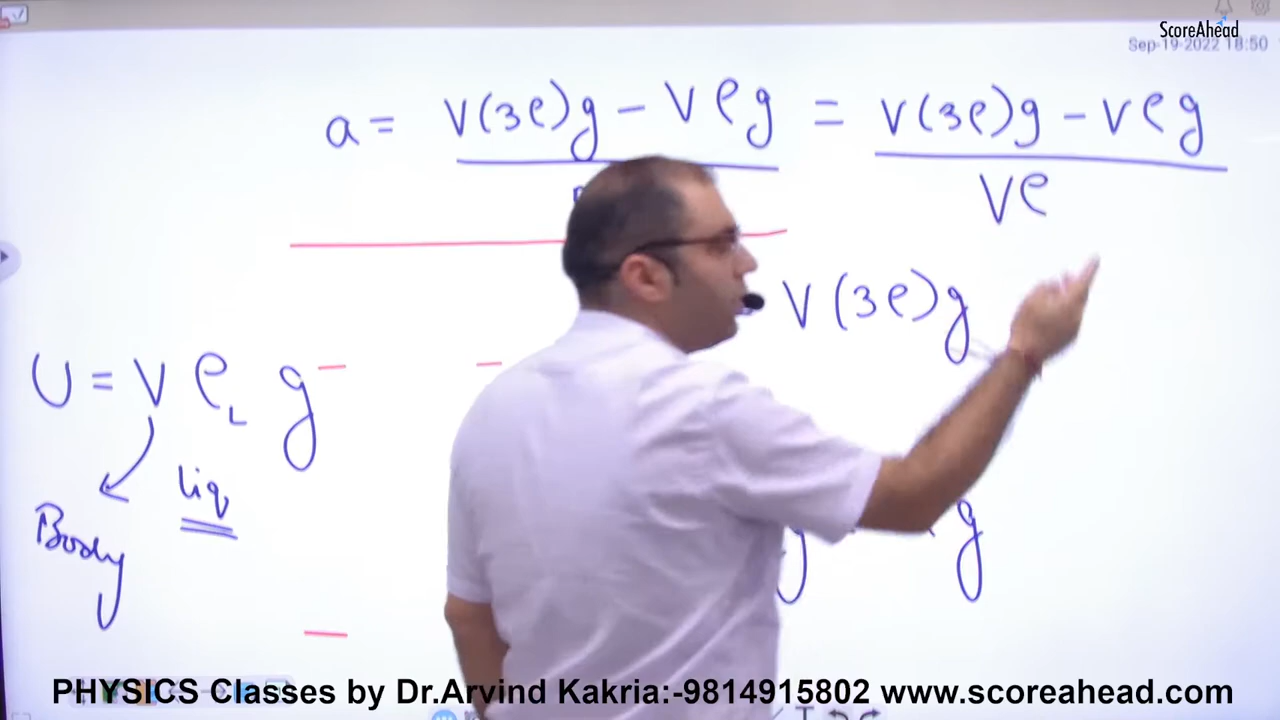 ScoreAhead
Sep-19-2022 18:50
a = V(3ρ)g - Vρg = V(3ρ)g - Vρg
Vρ
V(3ρ)g
U = V ρ_L g
g
liq
Body
PHYSICS Classes by Dr.Arvind Kakria:-9814915802 www.scoreahead.com